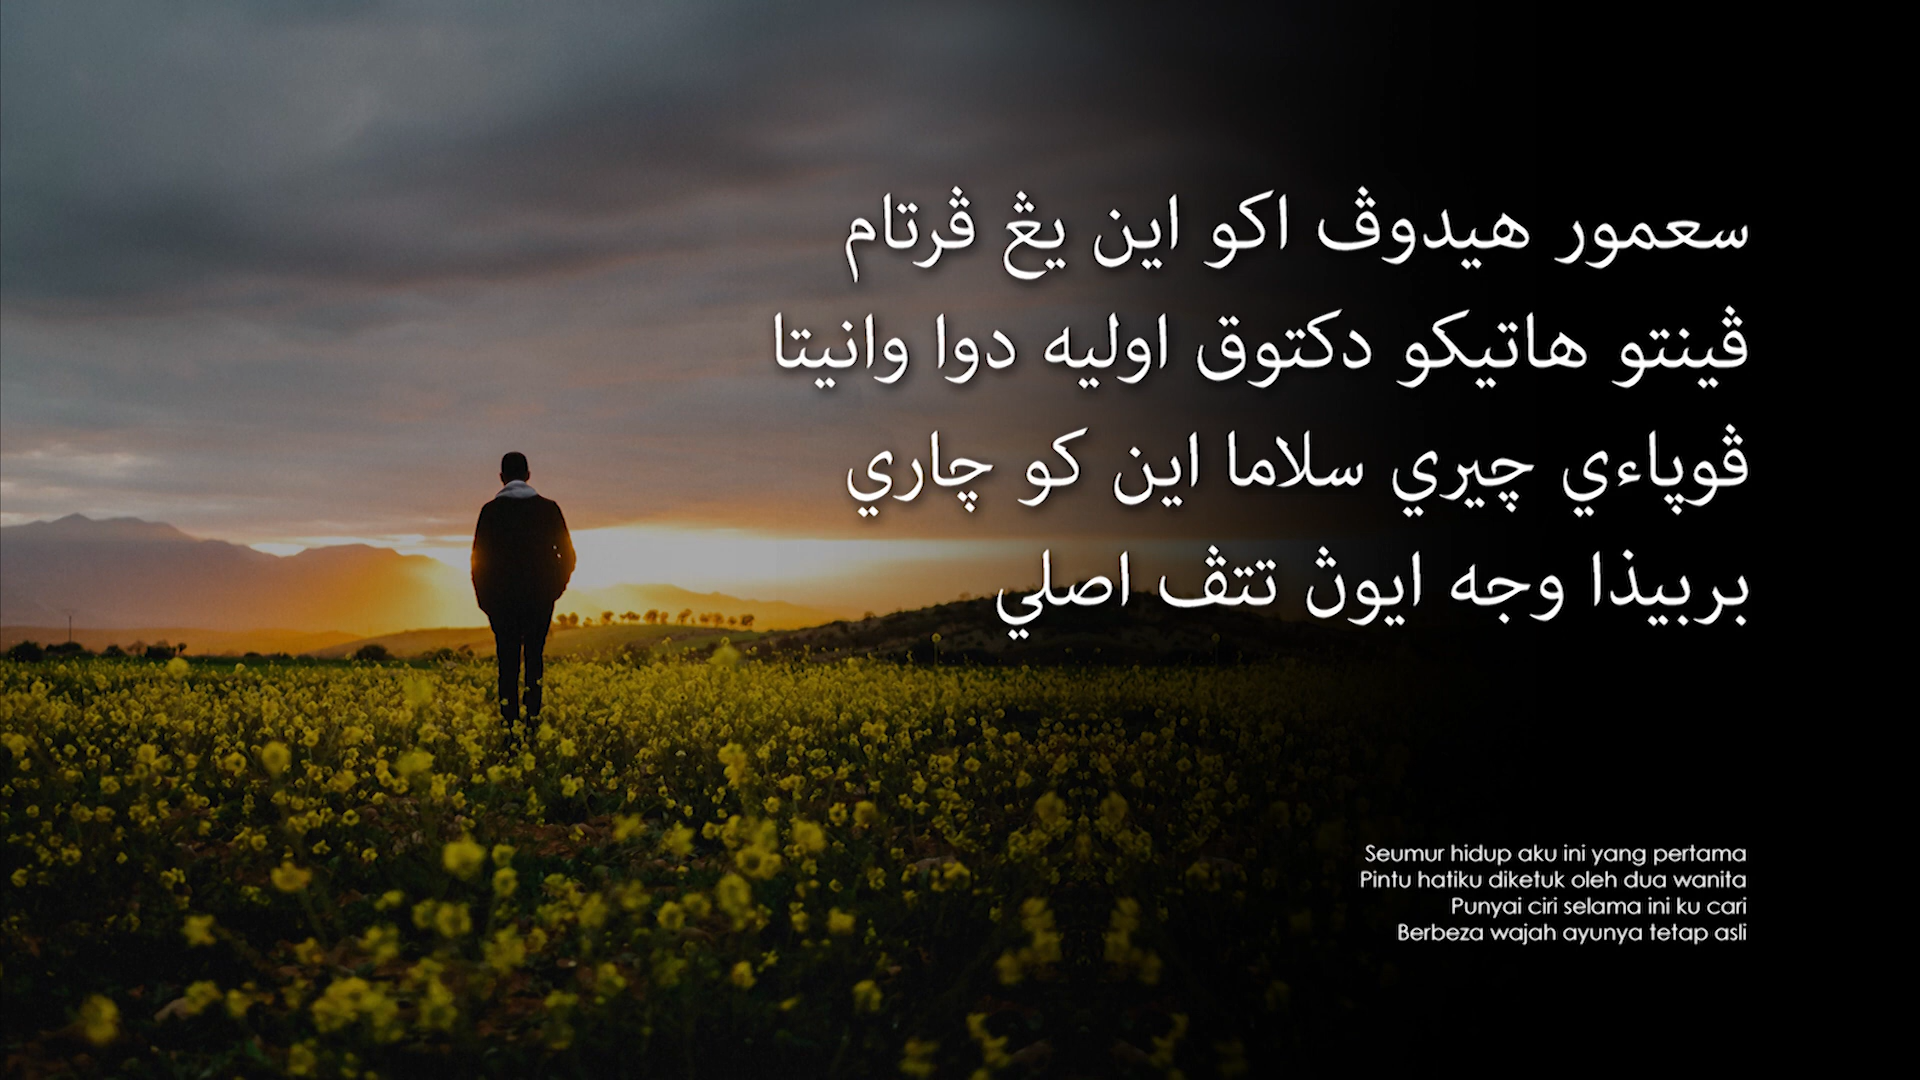 سعمور هيدوڤ اکو اين يڠ ڤرتام
ڤينتو هاتيکو دکتوق اوليه دوا وانيتا
ڤوپاءي چيري سلاما اين کو چاري
بربيذا وجه ايوڽ تتڤ اصلي
Seumur hidup aku ini yang pertama
Pintu hatiku diketuk oleh dua wanita
Punyai ciri selama ini ku cari
Berbeza wajah ayunya tetap asli